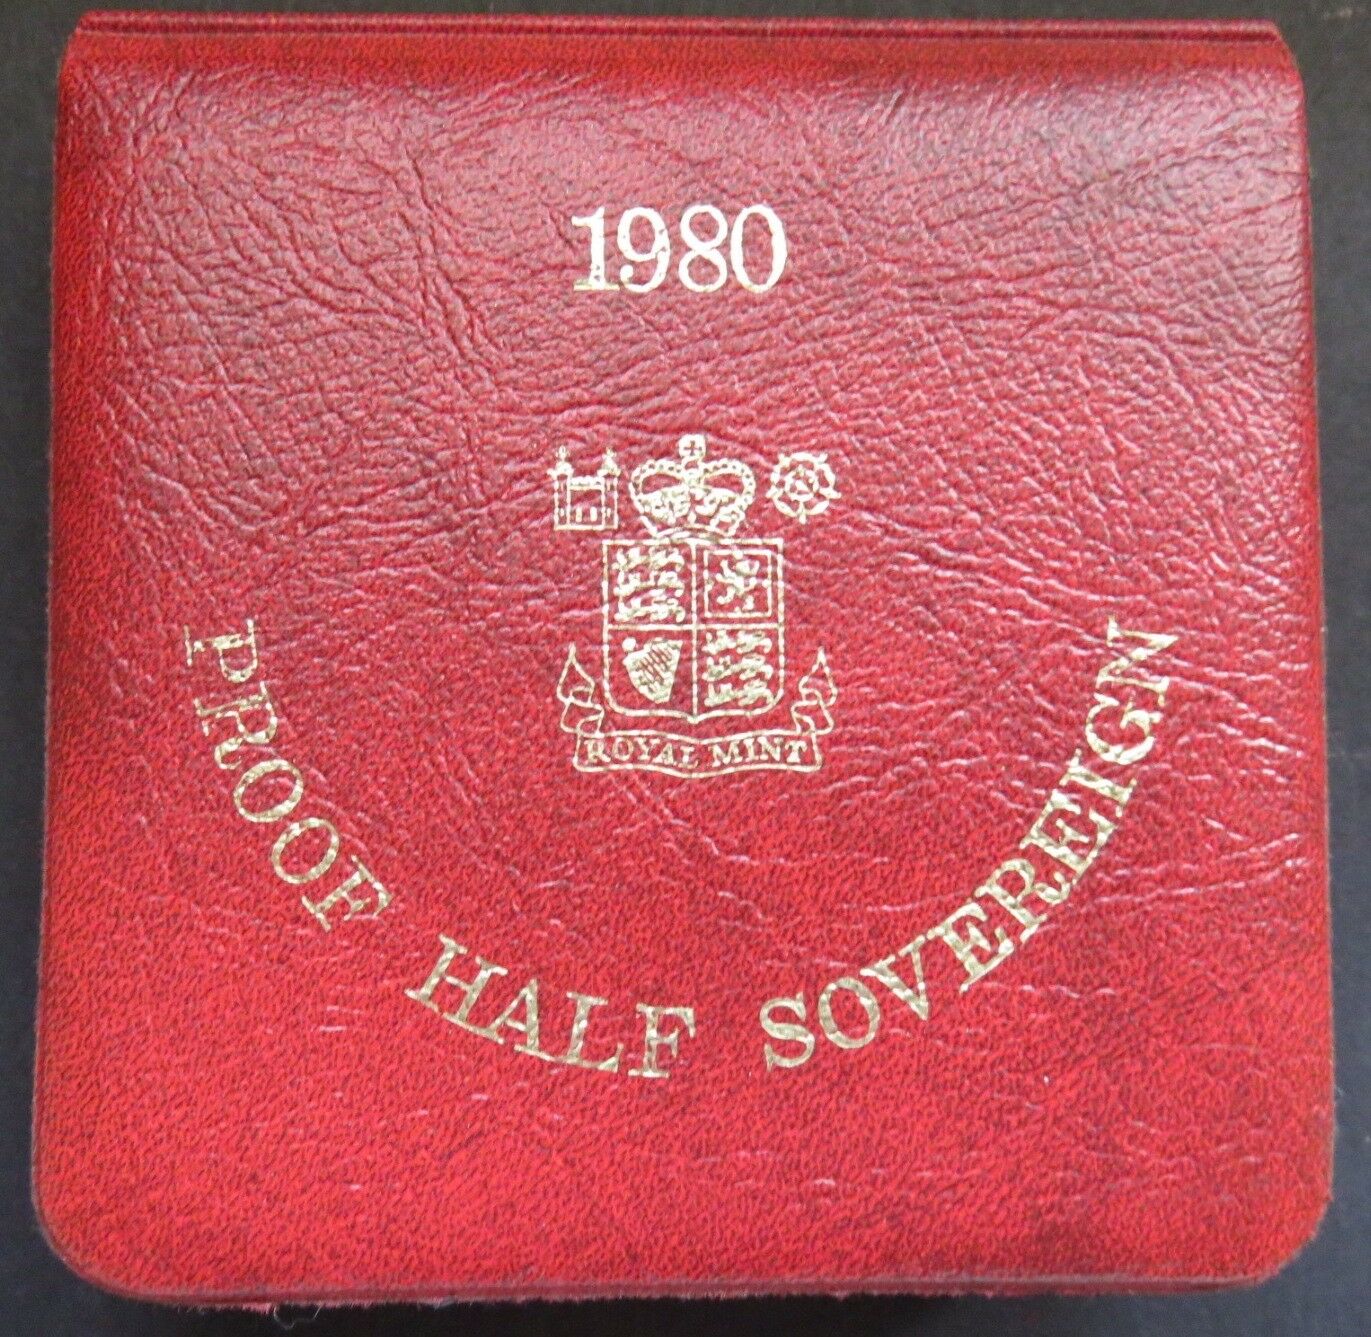 1980
ROYAL MINT
PROOF HALF SOVEREIGN